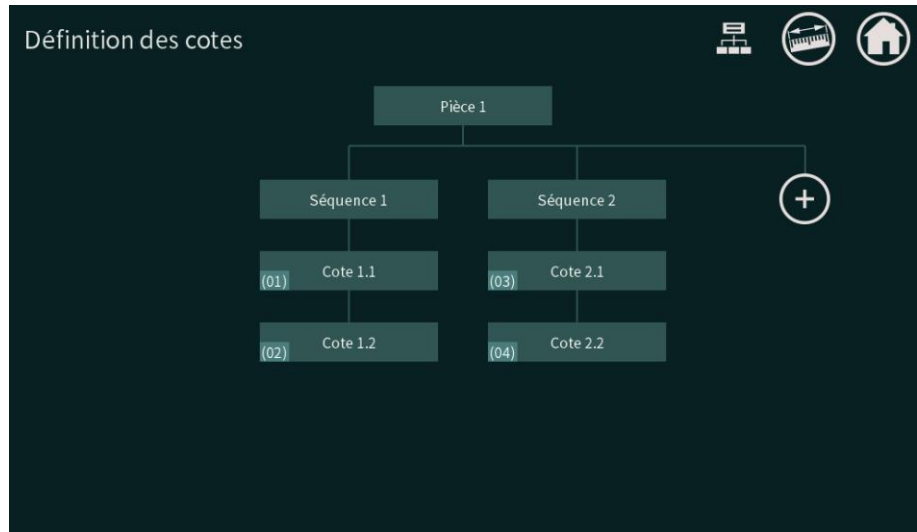 Définition des cotes
Pièce 1
Séquence 1
Séquence 2
+
Cote 1.1
(01)
Cote 2.1
(03)
Cote 1.2
(02)
Cote 2.2
(04)